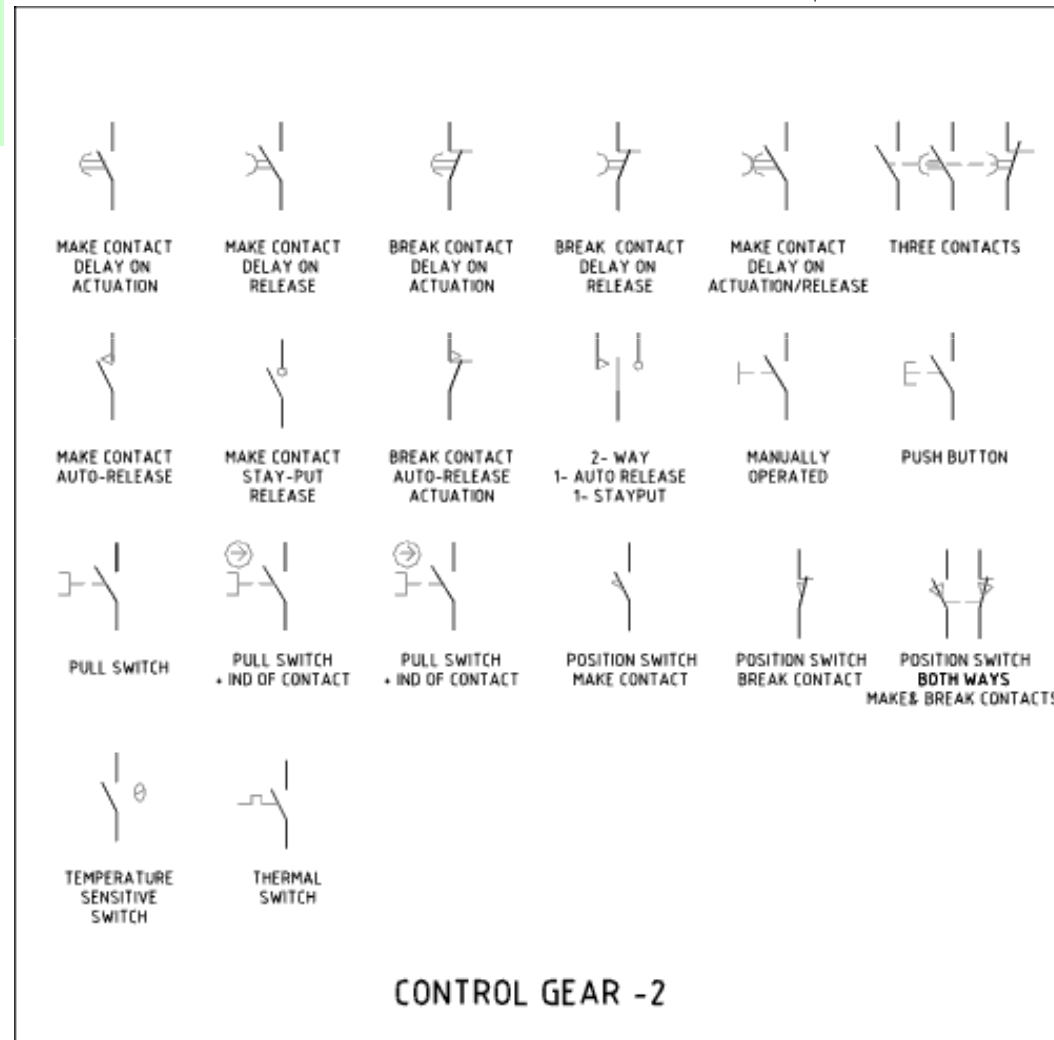 MAKE CONTACT
DELAY ON
ACTUATION
MAKE CONTACT
DELAY ON
RELEASE
BREAK CONTACT
DELAY ON
ACTUATION
BREAK CONTACT
DELAY ON
RELEASE
MAKE CONTACT
DELAY ON
ACTUATION/RELEASE
THREE CONTACTS
MAKE CONTACT
AUTO-RELEASE
MAKE CONTACT
STAY-PUT
RELEASE
BREAK CONTACT
AUTO-RELEASE
ACTUATION
2- WAY
1- AUTO RELEASE
1- STAYPUT
MANUALLY
OPERATED
PUSH BUTTON
PULL SWITCH
PULL SWITCH
+ IND OF CONTACT
PULL SWITCH
+ IND OF CONTACT
POSITION SWITCH
MAKE CONTACT
POSITION SWITCH
BREAK CONTACT
POSITION SWITCH
BOTH WAYS
MAKE& BREAK CONTACTS
TEMPERATURE
SENSITIVE
SWITCH
THERMAL
SWITCH
CONTROL GEAR -2